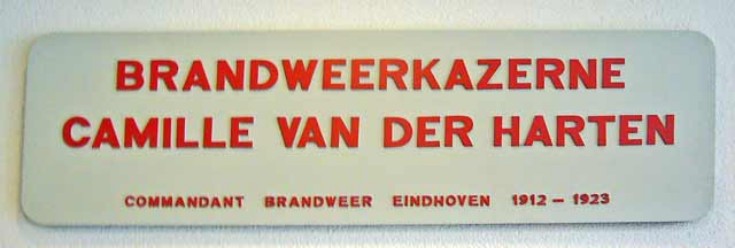 BRANDWEERKAZERNE
CAMILLE VAN DER HARTEN
COMMANDANT BRANDWEER EINDHOVEN 1912 – 1923